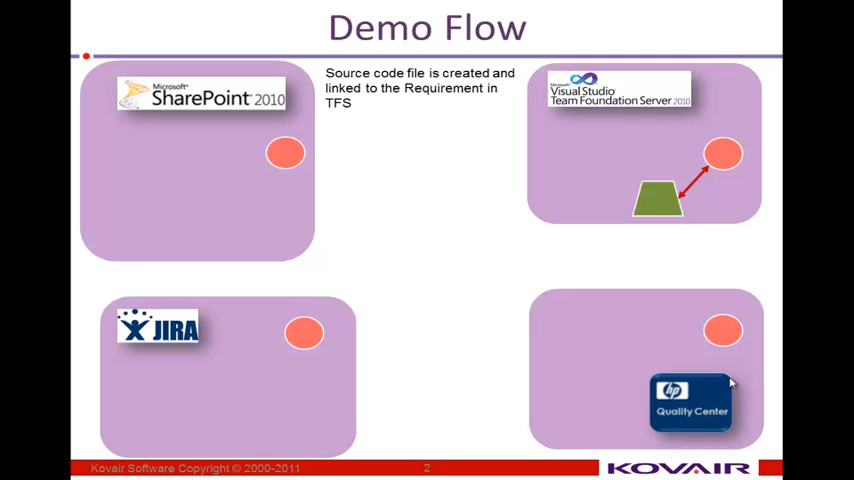 Demo Flow
Microsoft
SharePoint 2010
Source code file is created and
linked to the Requirement in
TFS
Microsoft
Visual Studio
Team Foundation Server 2010
JIRA
hp
Quality Center
Kovair Software Copyright © 2000-2011
2
KOVAIR